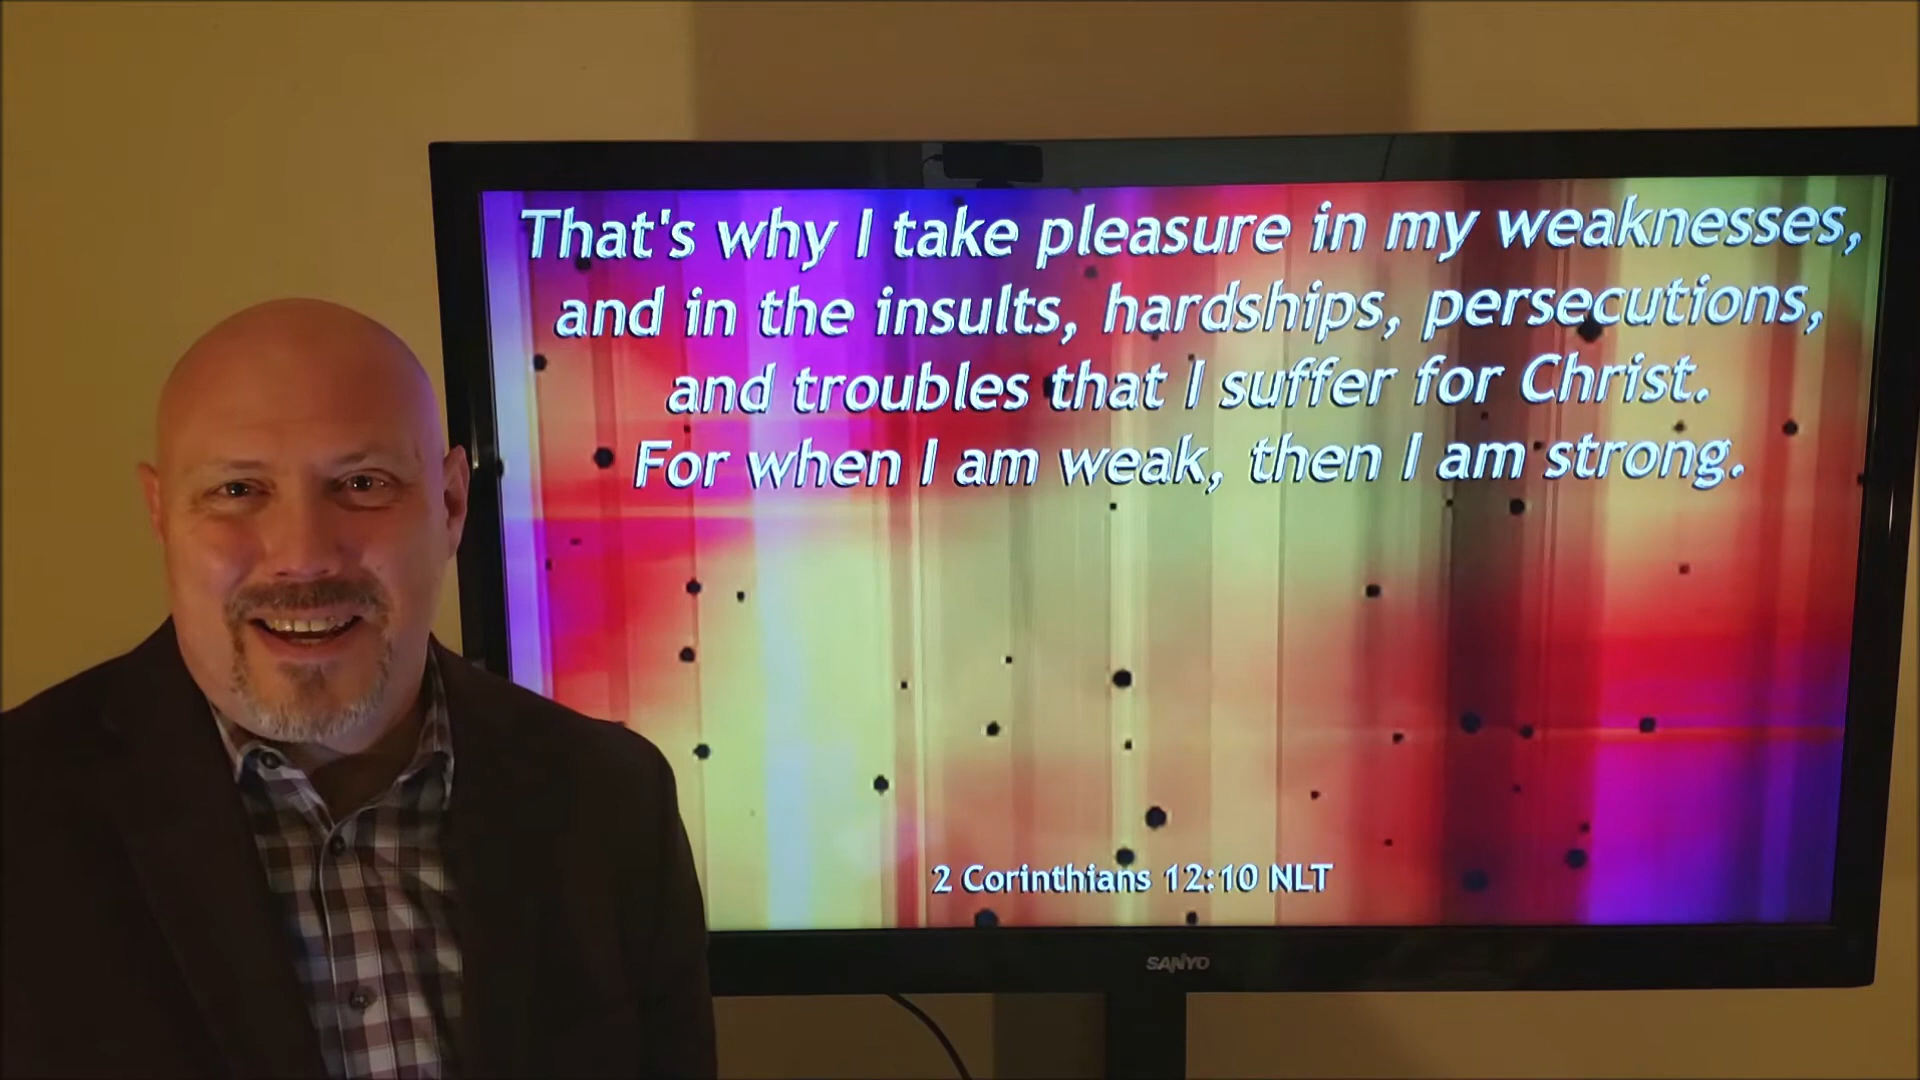 That's why I take pleasure in my weaknesses,
and in the insults, hardships, persecutions,
and troubles that I suffer for Christ.
For when I am weak, then I am strong.
2 Corinthians 12:10 NLT
SANYO